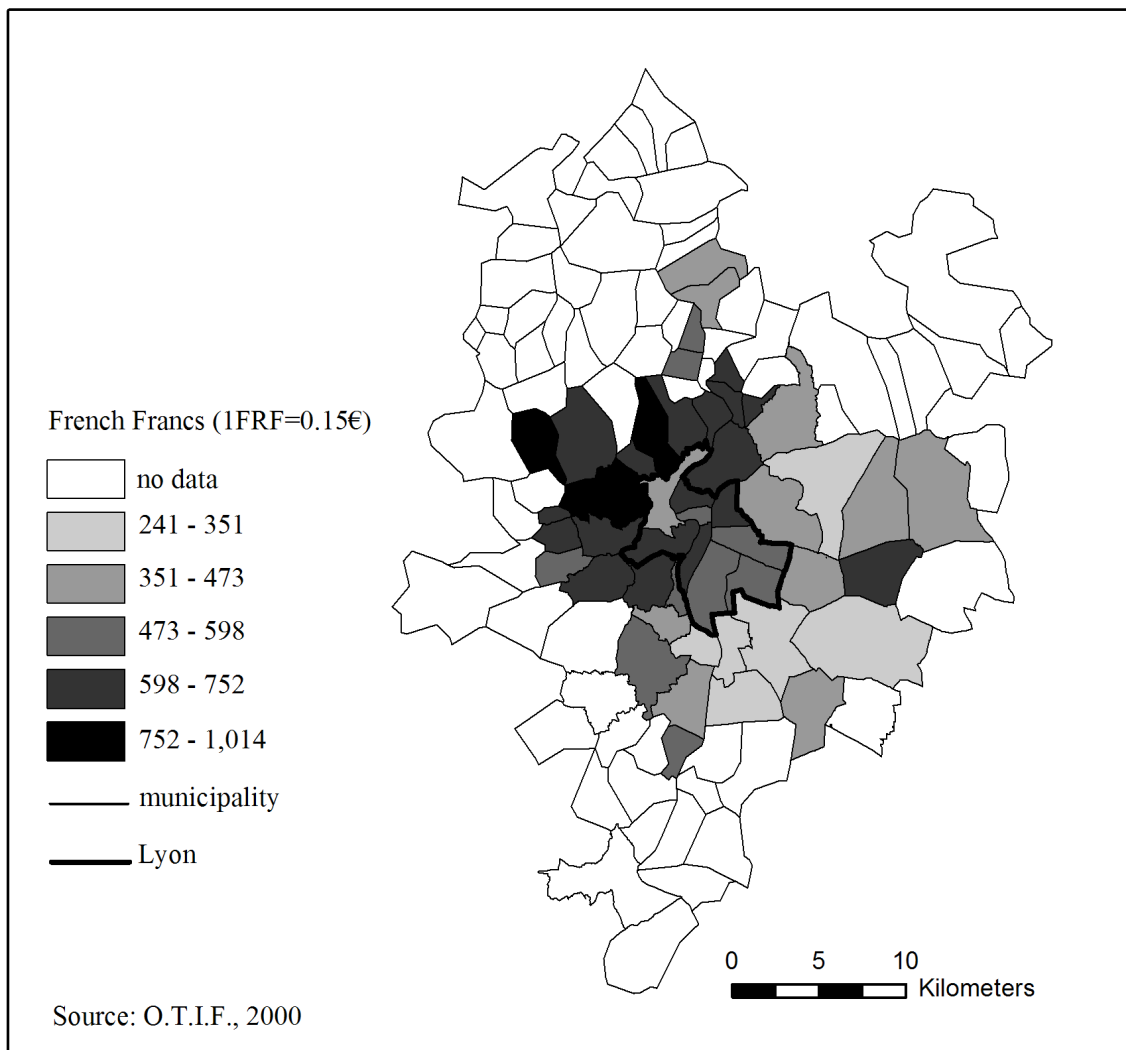 French Francs (1FRF=0.15€)
no data
241 - 351
351 - 473
473 - 598
598 - 752
752 - 1,014
municipality
Lyon
0 5 10
Kilometers
Source: O.T.I.F., 2000